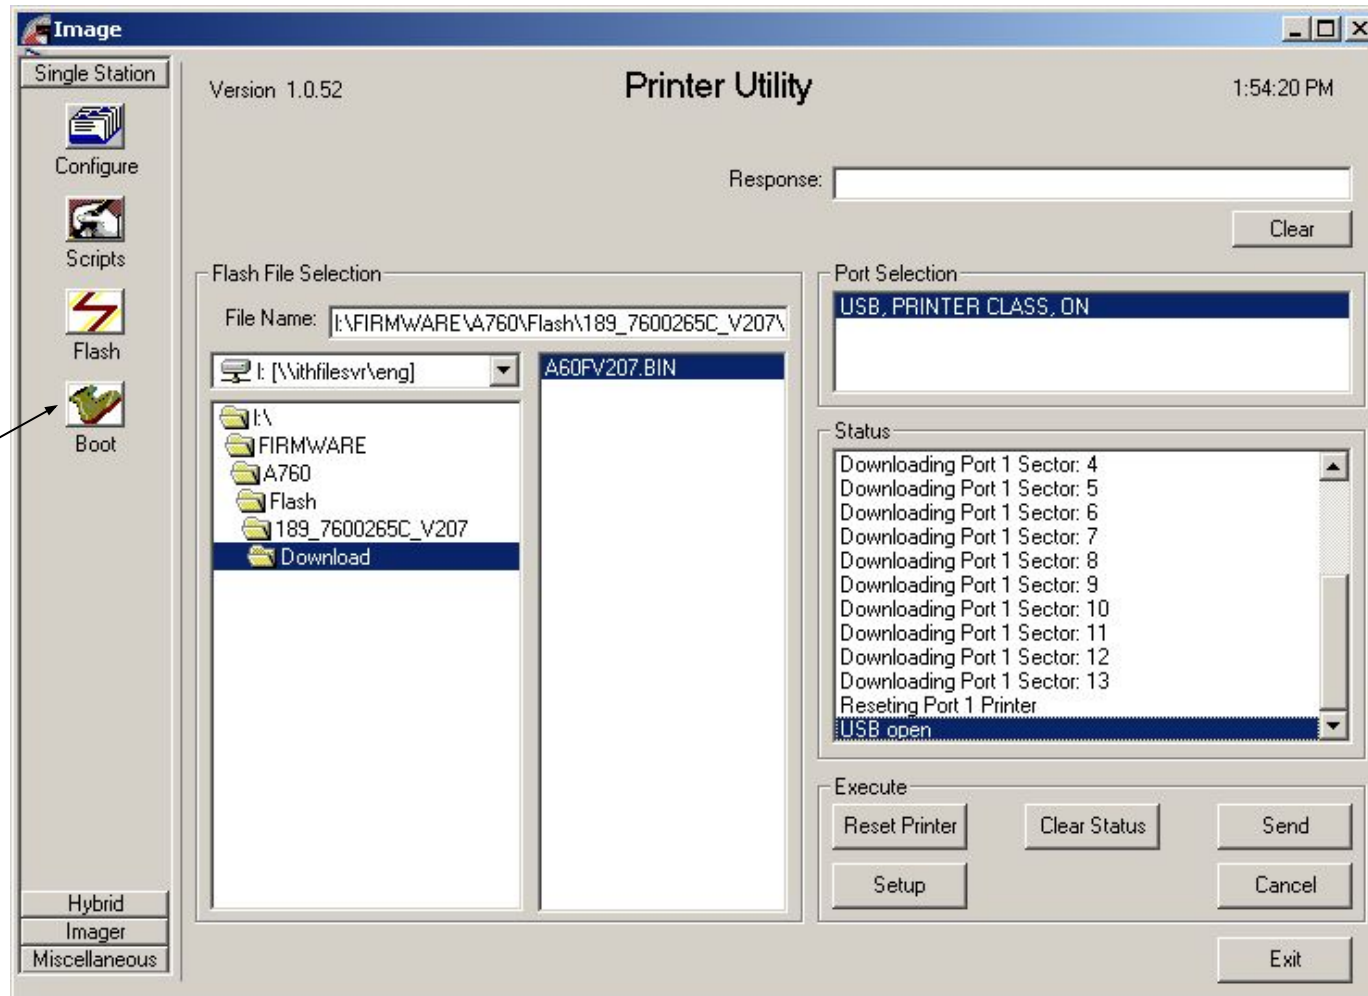 Image
Single Station
Configure
Scripts
Flash
Boot
Hybrid
Imager
Miscellaneous
Version 1.0.52
Printer Utility
1:54:20 PM
Response:
Clear
Flash File Selection
File Name: I:\FIRMWARE\A760\Flash\189_7600265C_V207\
I: [\\ithfilesvr\eng]
I:\
FIRMWARE
A760
Flash
189_7600265C_V207
Download
A60FV207.BIN
Port Selection
USB, PRINTER CLASS, ON
Status
Downloading Port 1 Sector: 4
Downloading Port 1 Sector: 5
Downloading Port 1 Sector: 6
Downloading Port 1 Sector: 7
Downloading Port 1 Sector: 8
Downloading Port 1 Sector: 9
Downloading Port 1 Sector: 10
Downloading Port 1 Sector: 11
Downloading Port 1 Sector: 12
Downloading Port 1 Sector: 13
Reseting Port 1 Printer
USB open
Execute
Reset Printer
Clear Status
Send
Setup
Cancel
Exit